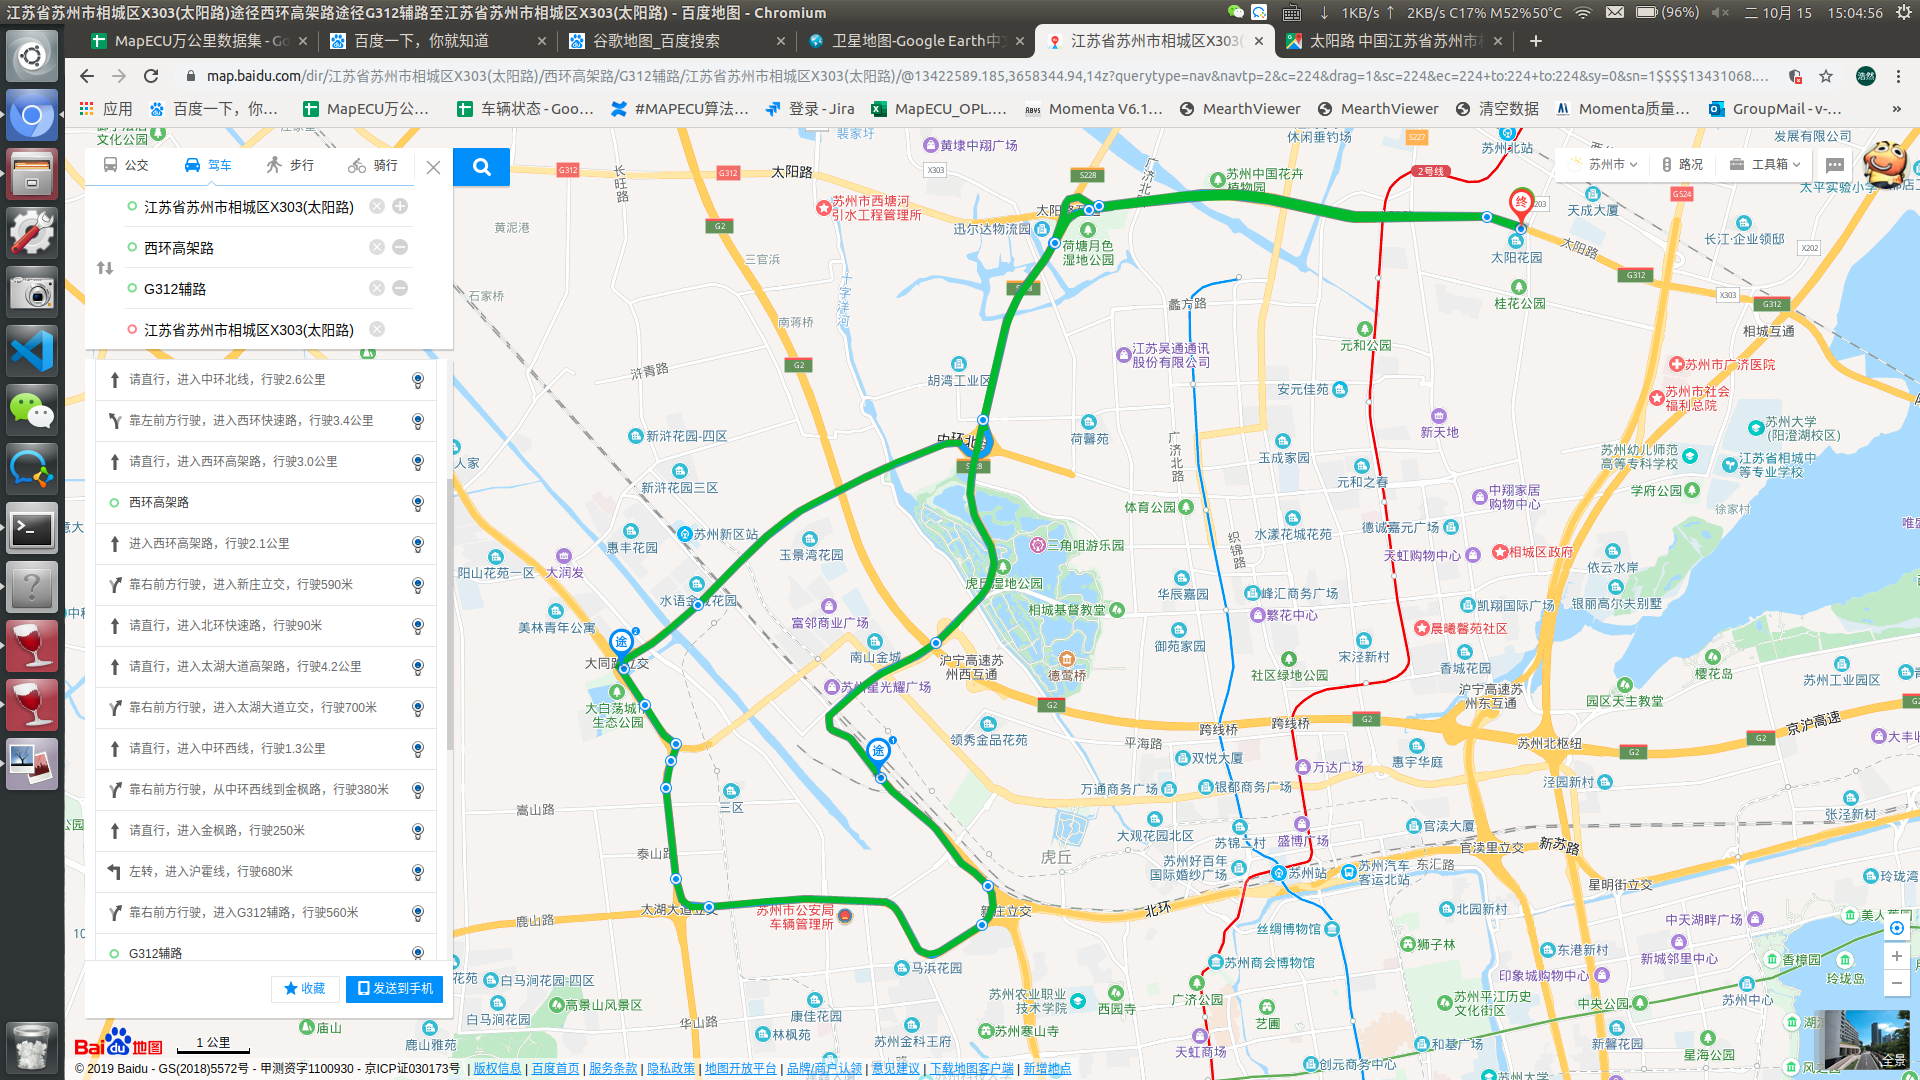 江苏省苏州市相城区X303(太阳路)途径西环高架路途径G312辅路至江苏省苏州市相城区X303(太阳路) - 百度地图 - Chromium
1KB/s 2KB/s C17% M52%50°C (96%) 二 10月 15 15:04:56
MapECU万公里数据集 - Go
百度一下，你就知道
谷歌地图_百度搜索
卫星地图-Google Earth中
江苏省苏州市相城区X303(
太阳路 中国江苏省苏州市
map.baidu.com/dir/江苏省苏州市相城区X303(太阳路)/西环高架路/G312辅路/江苏省苏州市相城区X303(太阳路)/@13422589.185,3658344.94,14z?querytype=nav&navtp=2&c=224&drag=1&sc=224&ec=224+to:224+to:224&sy=0&sn=1$$$$13431068....
应用
百度一下，你...
MapECU万公...
车辆状态 - Goo...
#MAPECU算法...
登录 - Jira
MapECU_OPL....
Momenta V6.1...
MearthViewer
MearthViewer
清空数据
Momenta质量...
GroupMail - v-...
公交
驾车
步行
骑行
江苏省苏州市相城区X303(太阳路)
西环高架路
G312辅路
江苏省苏州市相城区X303(太阳路)
请直行，进入中环北线，行驶2.6公里
靠左前方行驶，进入西环快速路，行驶3.4公里
请直行，进入西环高架路，行驶3.0公里
西环高架路
进入西环高架路，行驶2.1公里
靠右前方行驶，进入新庄立交，行驶590米
请直行，进入北环快速路，行驶90米
请直行，进入太湖大道高架路，行驶4.2公里
靠右前方行驶，进入太湖大道立交，行驶700米
请直行，进入中环西线，行驶1.3公里
靠右前方行驶，从中环西线到金枫路，行驶380米
请直行，进入金枫路，行驶250米
左转，进入沪霍线，行驶680米
靠右前方行驶，进入G312辅路，行驶560米
G312辅路
收藏
发送到手机
苏州市
路况
工具箱
文化公园
裴家圩
黄埭中翔广场
休闲垂钓场
苏州北站
发展有限公司
太平实验小学
长旺路
太阳路
广济北路
苏州中国花卉
植物园
2号线
天成大厦
长江·企业领邸
苏州市西塘河
引水工程管理所
黄泥港
迅尔达物流园
荷塘月色
湿地公园
太阳路
太阳花园
三官浜
石家桥
十字洋河
南蒋桥
蠡方路
桂花公园
相城互通
元和公园
江苏吴通通讯
股份有限公司
浒青路
胡湾工业区
安元佳苑
苏州市广济医院
苏州市社会
福利总院
苏州大学
(阳澄湖校区)
新天地
荷馨苑
新浒花园-四区
人家
玉成家园
苏州幼儿师范
高等专科学校
江苏省相城中
等专业学校
新浒花园三区
元和之春
中翔家居
购物中心
学府公园
徐家村
体育公园
苏州新区站
惠丰花园
玉景湾花园
三角咀游乐园
织锦路
水漾花城花苑
德诚嘉元广场
天虹购物中心
相城区政府
依云水岸
阳山花苑一区
大润发
虎丘湿地公园
相城基督教堂
华辰嘉园
峰汇商务广场
繁花中心
凯翔国际广场
银丽高尔夫别墅
美林青年公寓
富邻商业广场
晨曦馨苑社区
御苑家园
宋泾新村
香城花园
樱花岛
大同路立交
南山金城
沪宁高速苏
州西互通
德莺桥
社区绿地公园
沪宁高速苏
州东互通
苏州工业园区
园区天主教堂
大白荡城市
生态公园
苏州星光耀广场
领秀金品花苑
平海路
跨线桥
跨线桥
苏州北枢纽
京沪高速
双悦大厦
万达广场
惠宇华庭
泾园新村
三区
万通商务广场
银都商务广场
嵩山路
大观花园北区
盛博广场
官渎大厦
官渎里立交
新苏路
张泾新村
泰山路
虎丘
苏州好百年
国际婚纱广场
苏州站
苏州汽车
客运北站
东汇路
星明街立交
玲珑湾
鹿山路
苏州市公安局
车辆管理所
北环
丝绸博物馆
北园新村
中天湖畔广场
狮子林
东港新村
新城邻里中心
香樟园
玲珑岛
马浜花园
苏州商会博物馆
印象城购物中心
白马涧花园-四区
白马涧花园
高景山风景区
苏州农业职业
技术学院
西园寺
广济公园
艺圃
苏州平江历史
文化街区
中央公园
苏州中心
康佳花园
林枫苑
华山路
苏州金科王府
苏州寒山寺
天虹商场
和基广场
新馨花园
星海公园
创元商务中心
庙山
鹿山雅苑
Bai 地图
1 公里
全景
© 2019 Baidu - GS(2018)5572号 - 甲测资字1100930 - 京ICP证030173号 | 版权信息 | 百度首页 | 服务条款 | 隐私政策 | 地图开放平台 | 品牌/商户认领 | 意见建议 | 下载地图客户端 | 新增地点